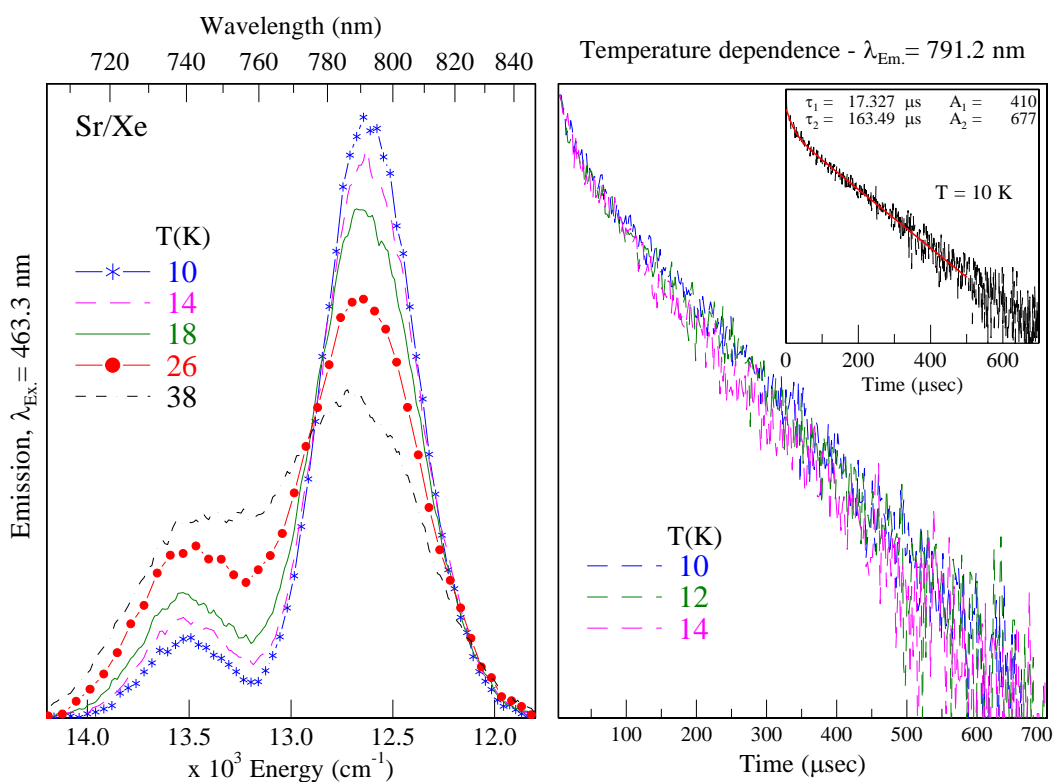 Wavelength (nm)
720 740 760 780 800 820 840
Sr/Xe
T(K)
10
14
18
26
38
Emission, λEx.= 463.3 nm
14.0 13.5 13.0 12.5 12.0
x 10³ Energy (cm⁻¹)
Temperature dependence - λEm.= 791.2 nm
τ₁ = 17.327 μs A₁ = 410
τ₂ = 163.49 μs A₂ = 677
T = 10 K
0 200 400 600
Time (μsec)
T(K)
10
12
14
100 200 300 400 500 600 700
Time (μsec)